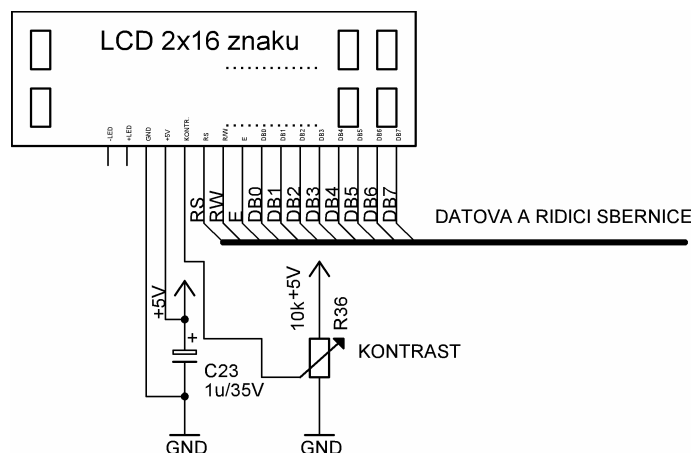 LCD 2x16 znaku
-LED
+LED
GND
+5V
KONTR.
RS
R/W
E
DB0
DB1
DB2
DB3
DB4
DB5
DB6
DB7
RS
RW
E
DB0
DB1
DB2
DB3
DB4
DB5
DB6
DB7
DATOVA A RIDICI SBERNICE
+5V
+
C23
1u/35V
GND
10k
+5V
R36
KONTRAST
GND